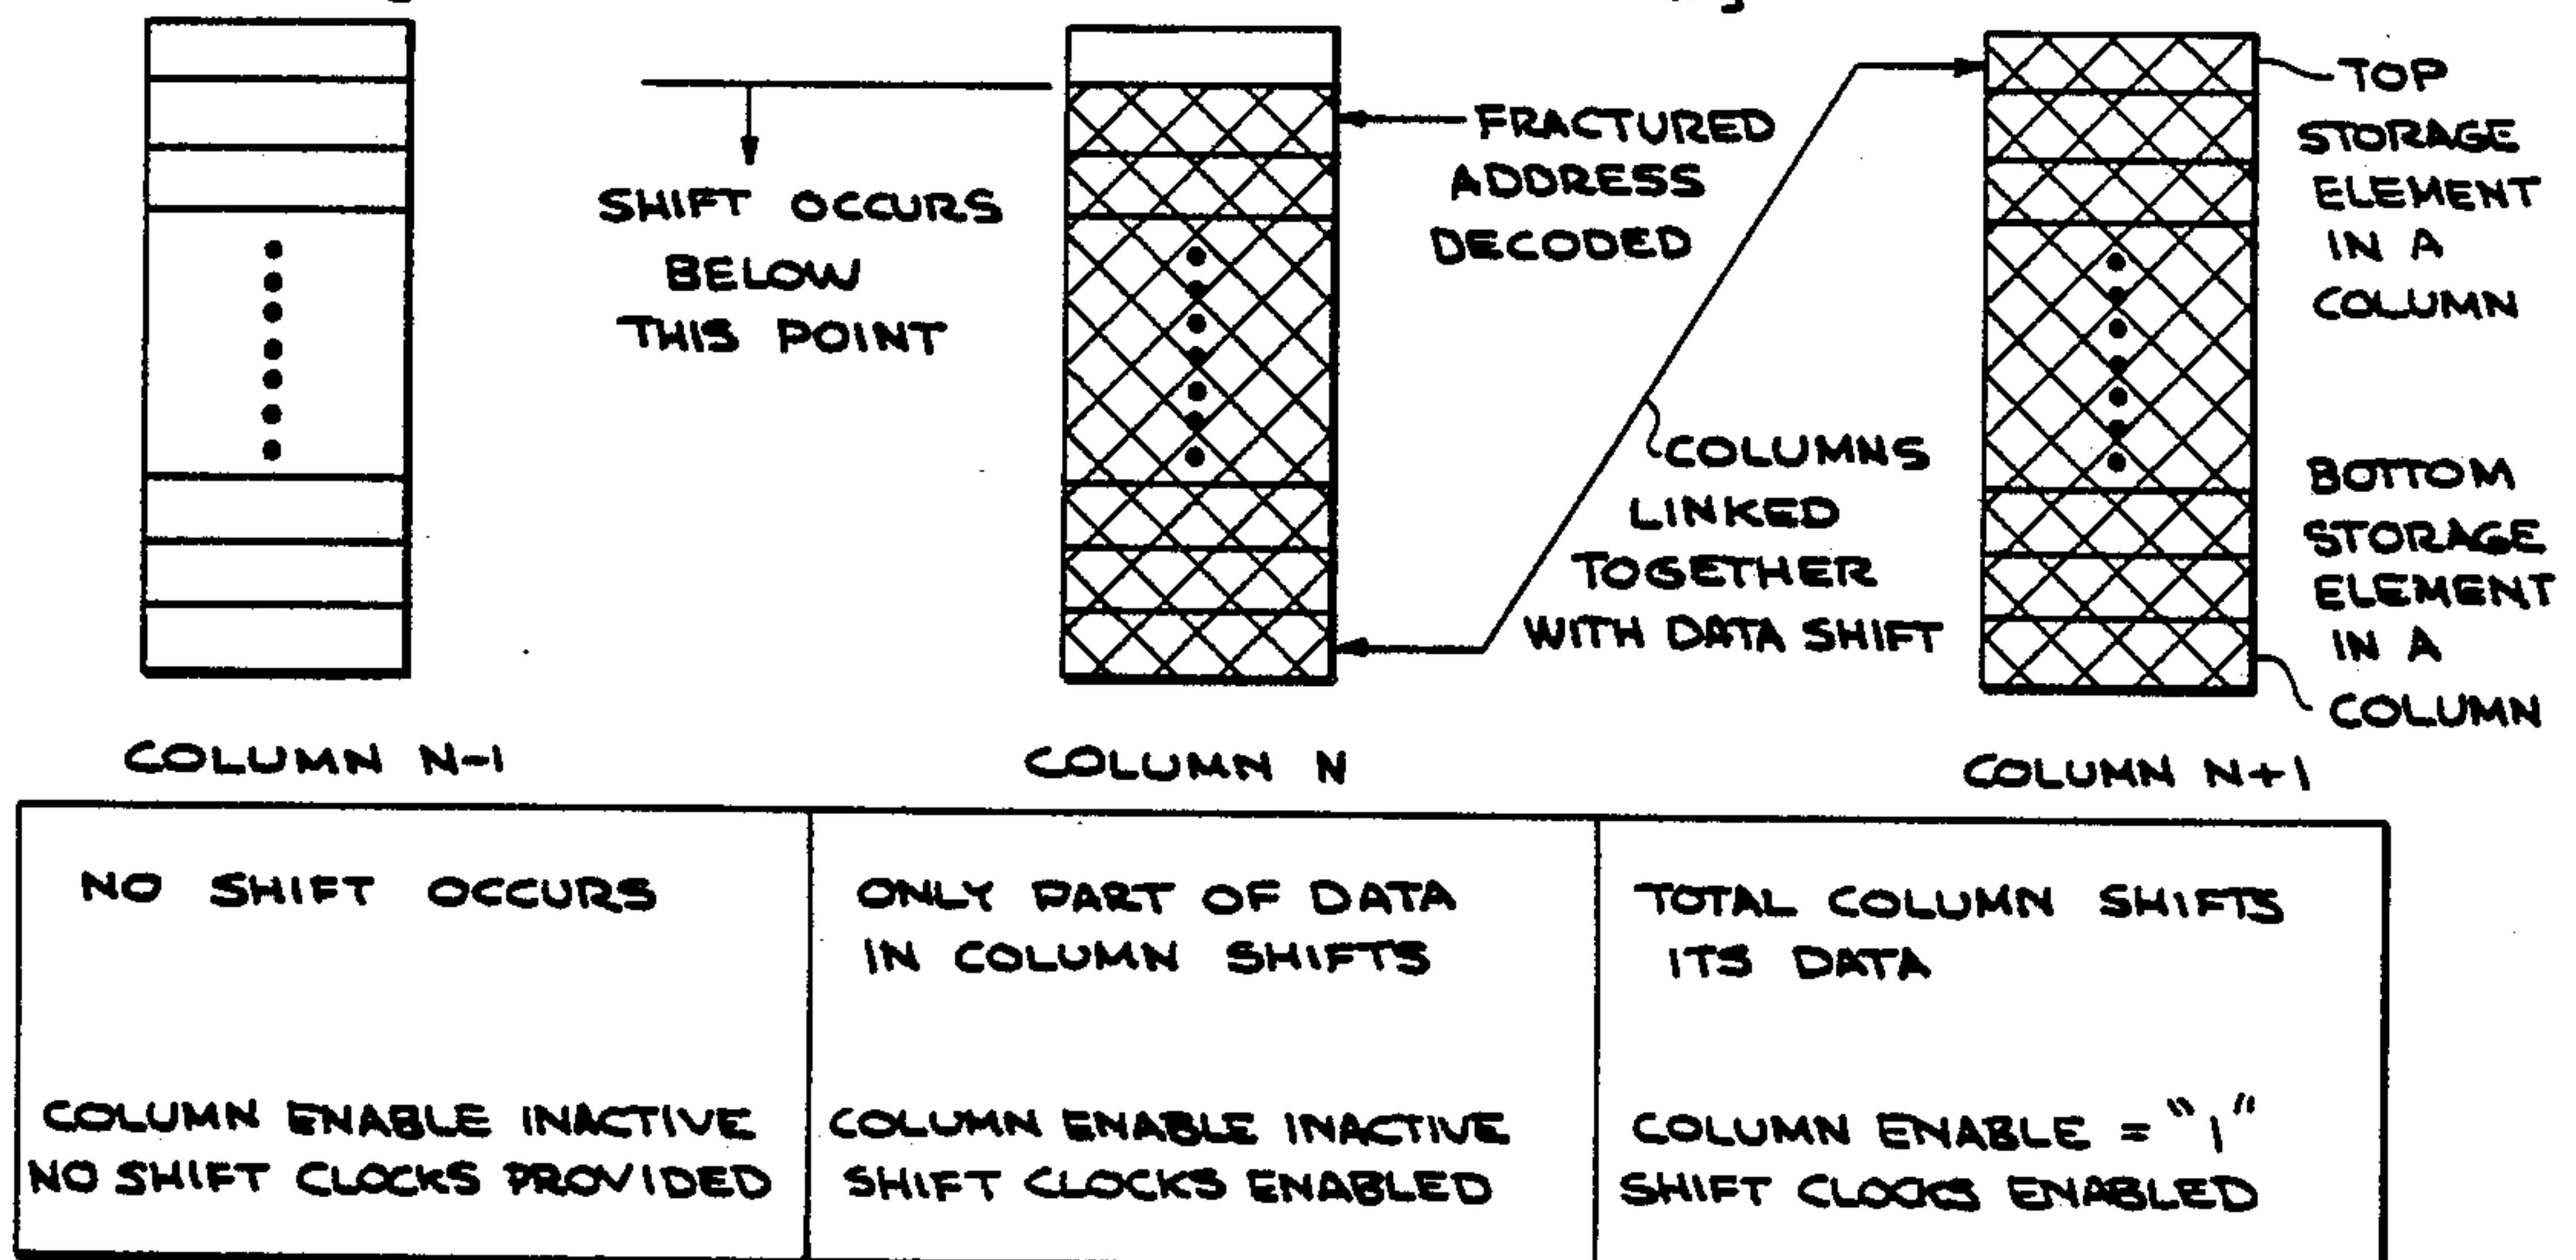 SHIFT OCCURS
BELOW
THIS POINT
FRACTURED
ADDRESS
DECODED
COLUMNS
LINKED
TOGETHER
WITH DATA SHIFT
TOP
STORAGE
ELEMENT
IN A
COLUMN
BOTTOM
STORAGE
ELEMENT
IN A
COLUMN
COLUMN N-1
COLUMN N
COLUMN N+1
NO SHIFT OCCURS
COLUMN ENABLE INACTIVE
NO SHIFT CLOCKS PROVIDED
ONLY PART OF DATA
IN COLUMN SHIFTS
COLUMN ENABLE INACTIVE
SHIFT CLOCKS ENABLED
TOTAL COLUMN SHIFTS
ITS DATA
COLUMN ENABLE = "1"
SHIFT CLOCKS ENABLED